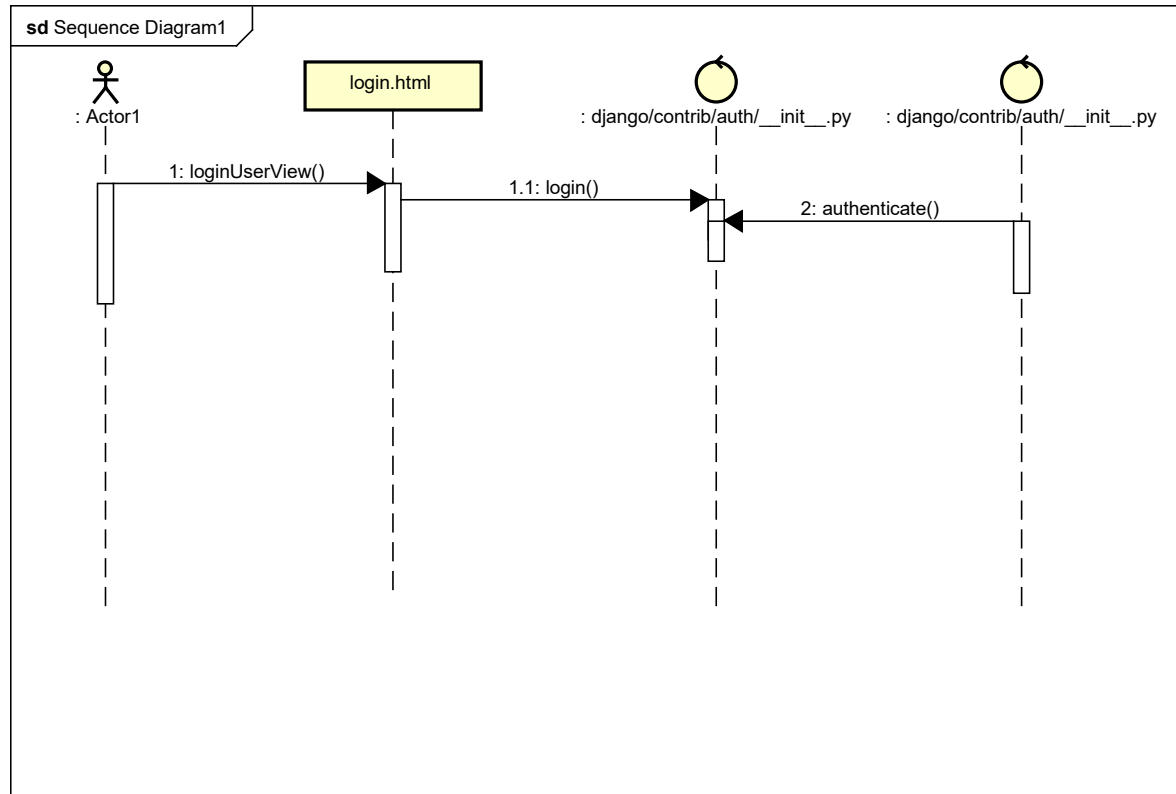 sd Sequence Diagram1
login.html
: Actor1
: django/contrib/auth/__init__.py
: django/contrib/auth/__init__.py
1: loginUserView()
1.1: login()
2: authenticate()